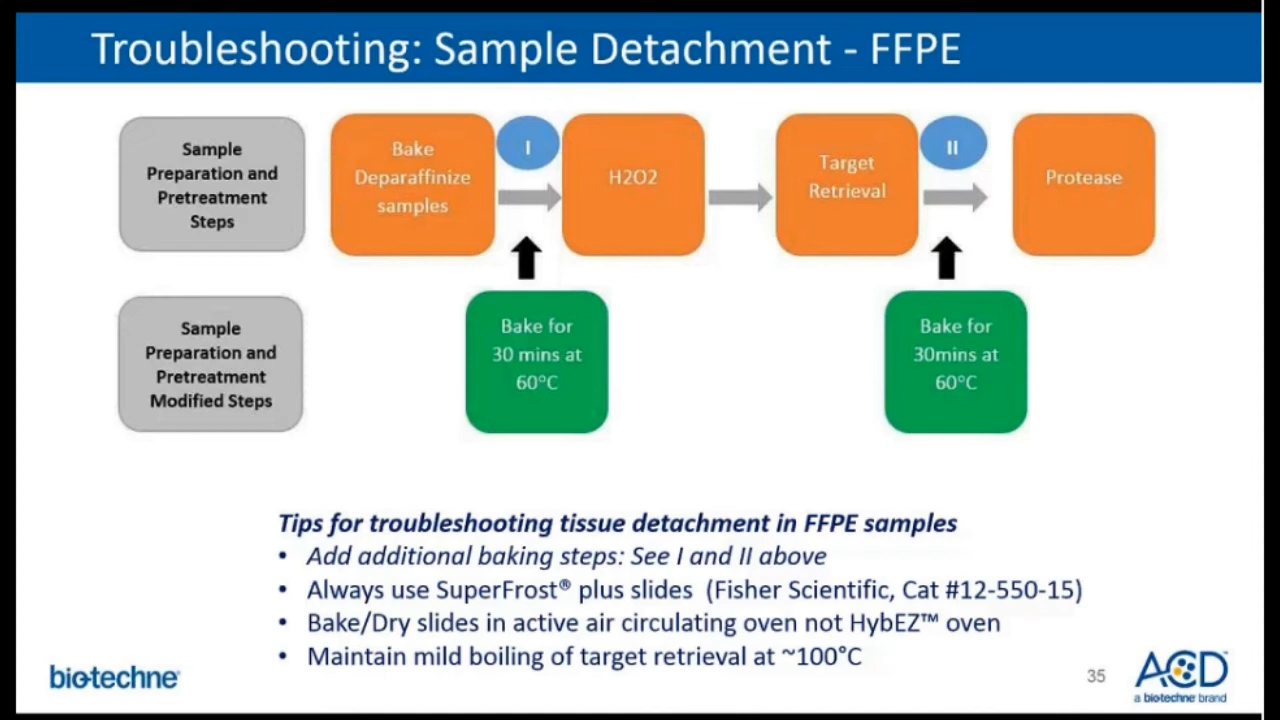 Troubleshooting: Sample Detachment - FFPE
Sample
Preparation and
Pretreatment
Steps
Bake
Deparaffinize
samples
I
H2O2
Target
Retrieval
II
Protease
Sample
Preparation and
Pretreatment
Modified Steps
Bake for
30 mins at
60°C
Bake for
30mins at
60°C
Tips for troubleshooting tissue detachment in FFPE samples
• Add additional baking steps: See I and II above
• Always use SuperFrost® plus slides (Fisher Scientific, Cat #12-550-15)
• Bake/Dry slides in active air circulating oven not HybEZ™ oven
• Maintain mild boiling of target retrieval at ~100°C
bio-techne®
35
ACD
a biotechne brand